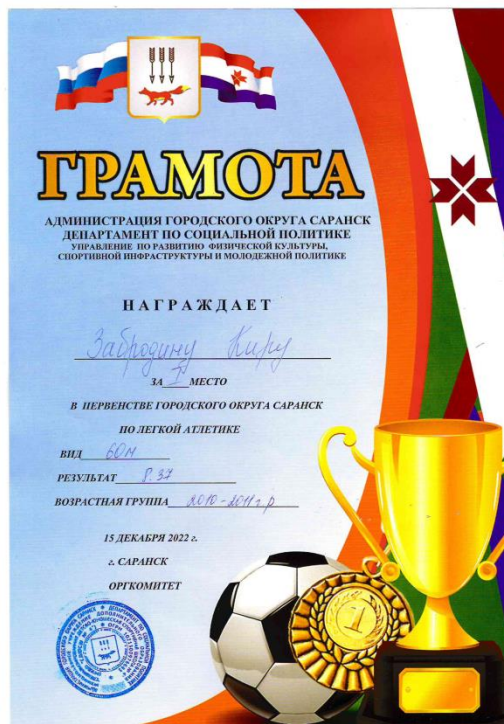 ГРАМОТА
АДМИНИСТРАЦИЯ ГОРОДСКОГО ОКРУГА САРАНСК
ДЕПАРТАМЕНТ ПО СОЦИАЛЬНОЙ ПОЛИТИКЕ
УПРАВЛЕНИЕ ПО РАЗВИТИЮ ФИЗИЧЕСКОЙ КУЛЬТУРЫ,
СПОРТИВНОЙ ИНФРАСТРУКТУРЫ И МОЛОДЕЖНОЙ ПОЛИТИКЕ
НАГРАЖДАЕТ
Забродину Киру
ЗА I МЕСТО
В ПЕРВЕНСТВЕ ГОРОДСКОГО ОКРУГА САРАНСК
ПО ЛЕГКОЙ АТЛЕТИКЕ
ВИД 60м
РЕЗУЛЬТАТ 8.37
ВОЗРАСТНАЯ ГРУППА 2010-2011 г.р
15 ДЕКАБРЯ 2022 г.
г. САРАНСК
ОРГКОМИТЕТ
1